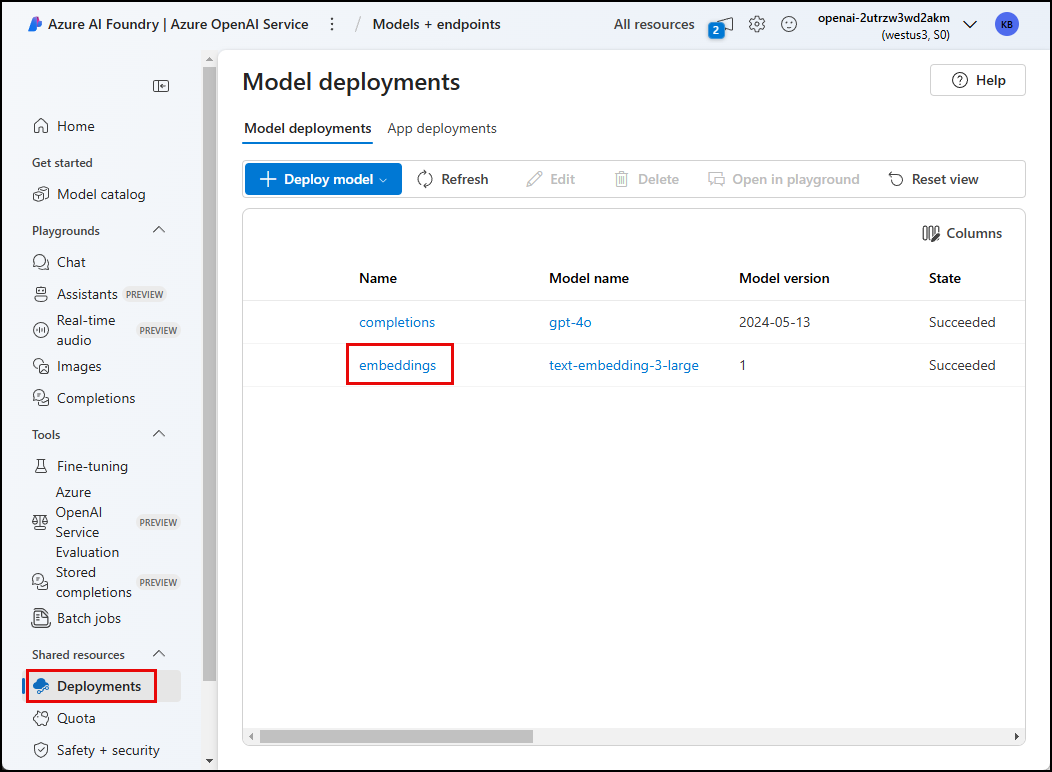 Azure AI Foundry | Azure OpenAI Service
/ Models + endpoints
All resources
2
openai-2utrzw3wd2akm
(westus3, S0)
KB
Home
Get started
Model catalog
Playgrounds
Chat
Assistants PREVIEW
Real-time
audio
PREVIEW
Images
Completions
Tools
Fine-tuning
Azure
OpenAI
Service
Evaluation
PREVIEW
Stored
completions
PREVIEW
Batch jobs
Shared resources
Deployments
Quota
Safety + security
Model deployments
Help
Model deployments App deployments
Deploy model Refresh Edit Delete Open in playground Reset view
Columns
Name Model name Model version State
completions gpt-4o 2024-05-13 Succeeded
embeddings text-embedding-3-large 1 Succeeded